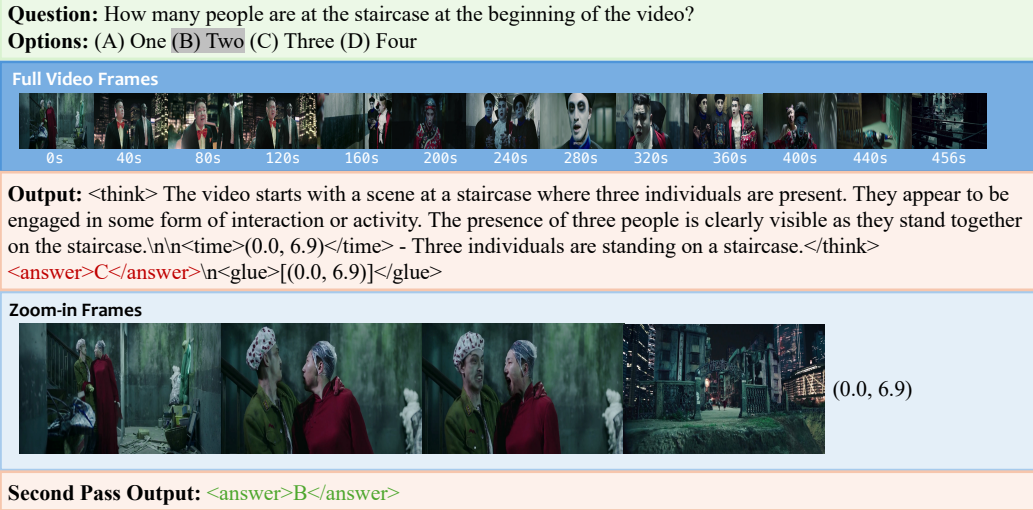 Question: How many people are at the staircase at the beginning of the video?
Options: (A) One (B) Two (C) Three (D) Four
Full Video Frames
0s 40s 80s 120s 160s 200s 240s 280s 320s 360s 400s 440s 456s
Output: <think> The video starts with a scene at a staircase where three individuals are present. They appear to be
engaged in some form of interaction or activity. The presence of three people is clearly visible as they stand together
on the staircase.\n\n<time>(0.0, 6.9)</time> - Three individuals are standing on a staircase.</think>
<answer>C</answer>\n<glue>[(0.0, 6.9)]</glue>
Zoom-in Frames
(0.0, 6.9)
Second Pass Output: <answer>B</answer>